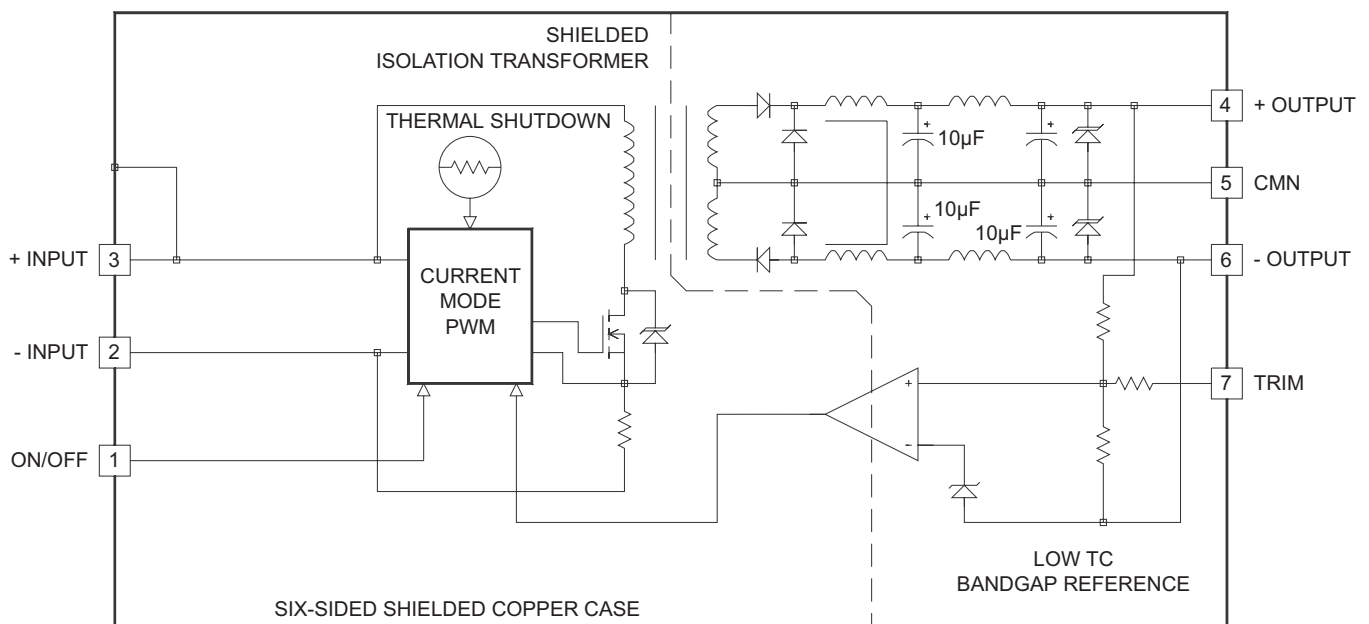 SHIELDED
ISOLATION TRANSFORMER
THERMAL SHUTDOWN
+ 10µF
+
4 + OUTPUT
5 CMN
+ 10µF
10µF +
6 - OUTPUT
+ INPUT 3
CURRENT
MODE
PWM
- INPUT 2
+
7 TRIM
-
ON/OFF 1
LOW TC
BANDGAP REFERENCE
SIX-SIDED SHIELDED COPPER CASE